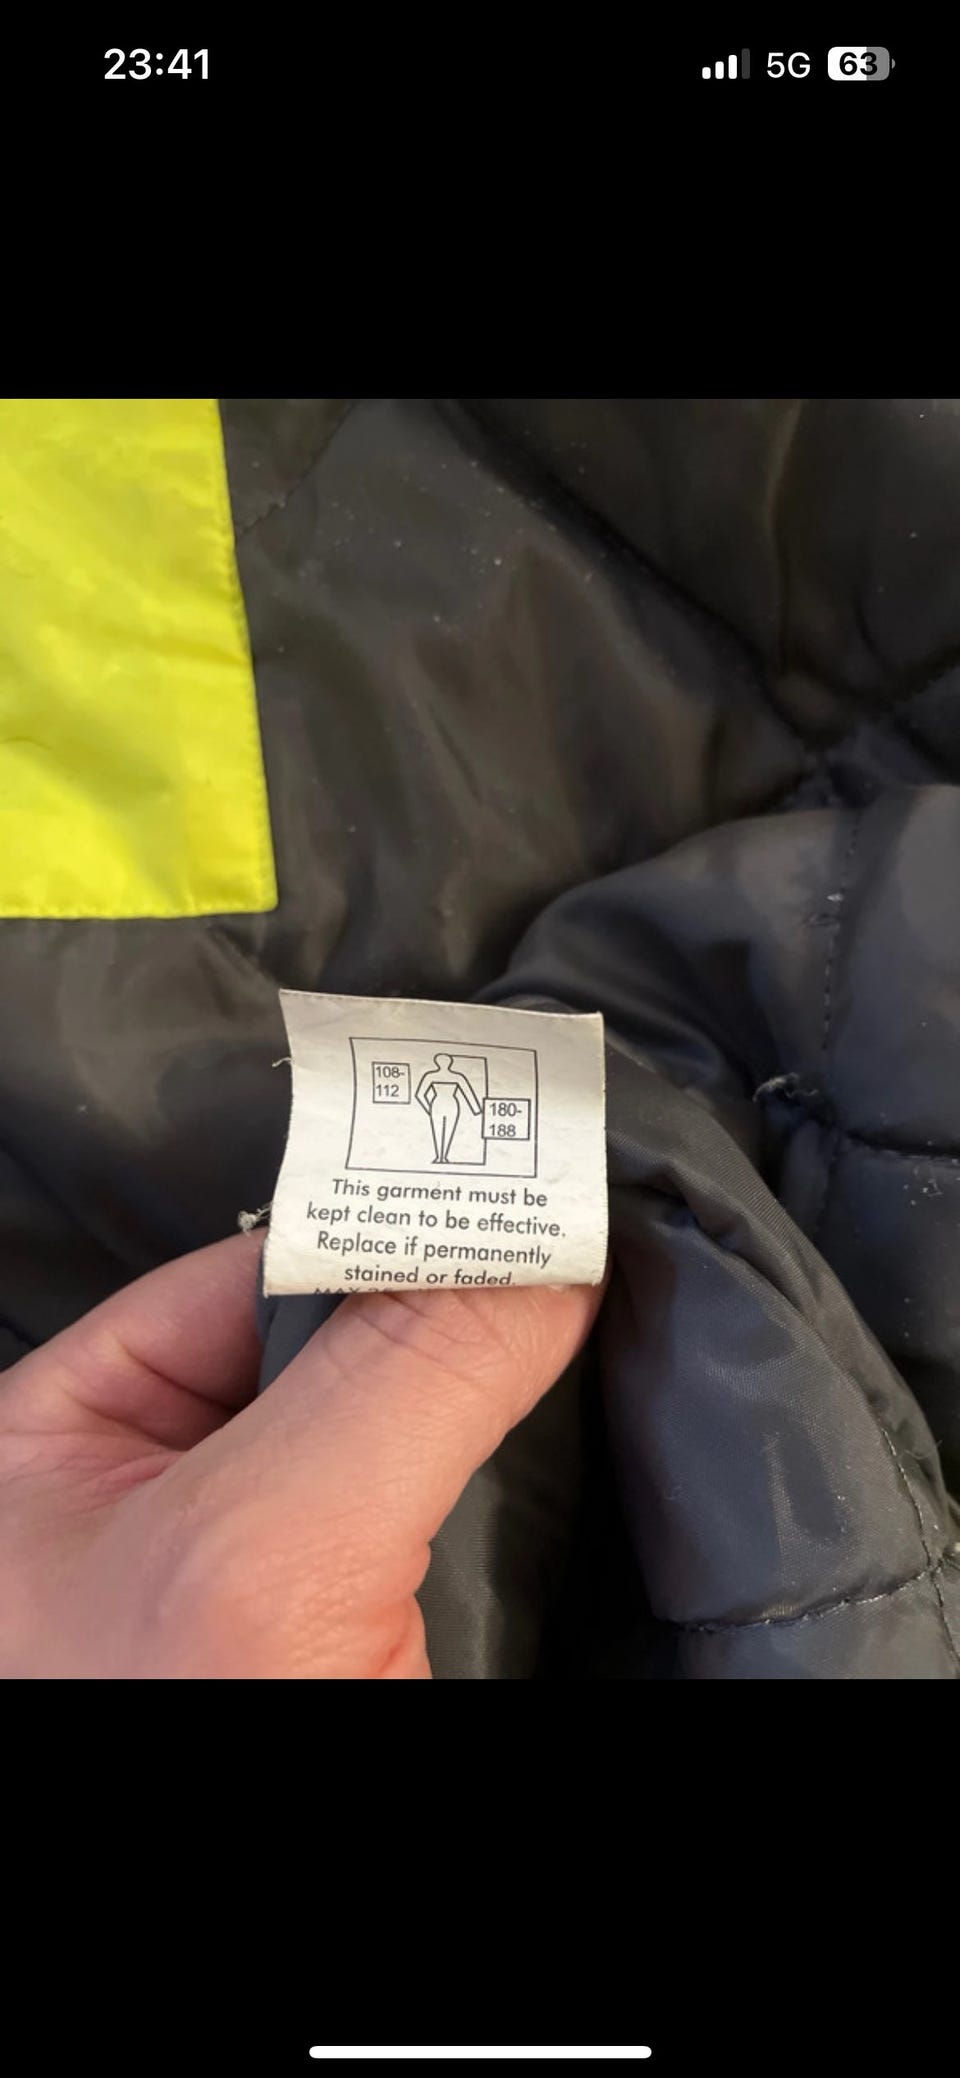 23:41
5G
63
108-
112
180-
188
This garment must be
kept clean to be effective.
Replace if permanently
stained or faded.
MAX